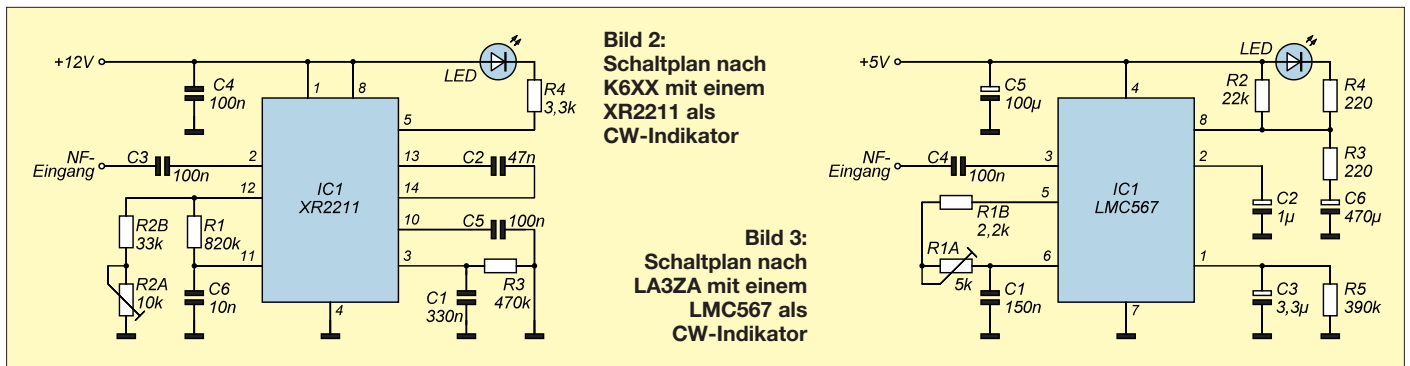 Bild 2:
Schaltplan nach
K6XX mit einem
XR2211 als
CW-Indikator
+12V
C4
100n
1
8
LED
R4
3,3k
5
NF-
Eingang
C3
100n
2
13
C2
47n
14
12
IC1
XR2211
R2B
33k
R1
820k
10
C5
100n
11
3
R2A
10k
C6
10n
4
C1
330n
R3
470k
Bild 3:
Schaltplan nach
LA3ZA mit einem
LMC567 als
CW-Indikator
+5V
C5
100µ
4
LED
R2
22k
R4
220
8
NF-
Eingang
C4
100n
3
2
R3
220
5
IC1
LMC567
R1B
2,2k
C2
1µ
C6
470µ
R1A
5k
6
1
C1
150n
7
C3
3,3µ
R5
390k